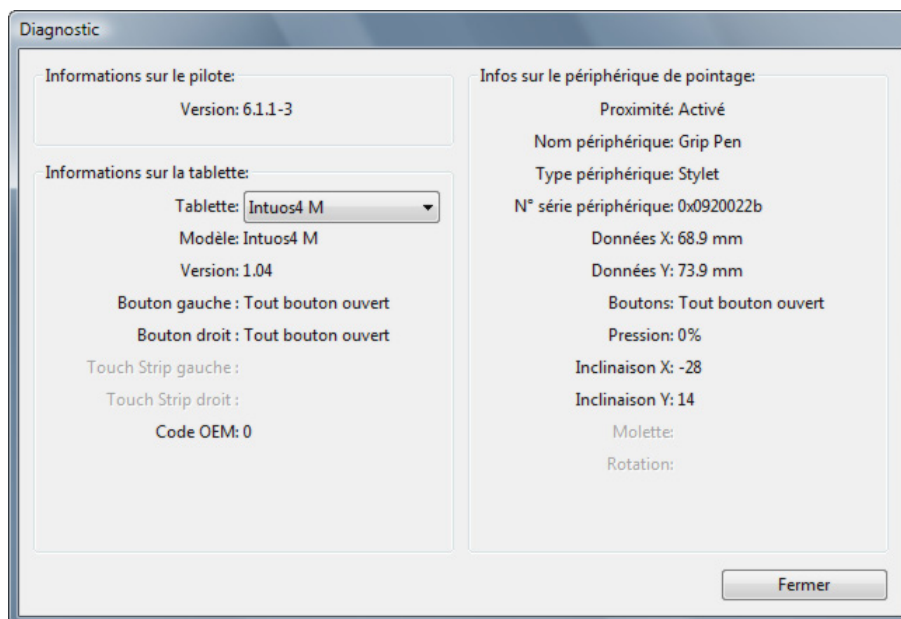 Diagnostic
Informations sur le pilote:
Version: 6.1.1-3
Informations sur la tablette:
Tablette: Intuos4 M
Modèle: Intuos4 M
Version: 1.04
Bouton gauche : Tout bouton ouvert
Bouton droit : Tout bouton ouvert
Touch Strip gauche :
Touch Strip droit :
Code OEM: 0
Infos sur le périphérique de pointage:
Proximité: Activé
Nom périphérique: Grip Pen
Type périphérique: Stylet
N° série périphérique: 0x0920022b
Données X: 68.9 mm
Données Y: 73.9 mm
Boutons: Tout bouton ouvert
Pression: 0%
Inclinaison X: -28
Inclinaison Y: 14
Molette:
Rotation:
Fermer